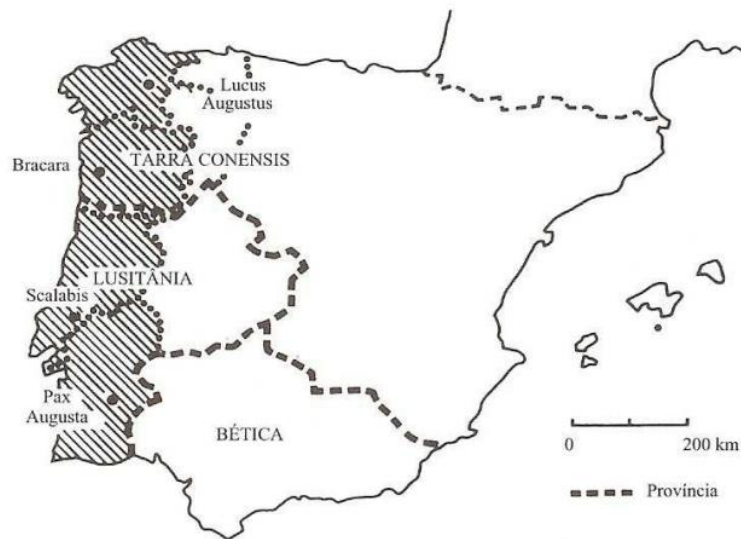 Lucus
Augustus
Bracara
TARRA CONENSIS
LUSITÂNIA
Scalabis
Pax
Augusta
BÉTICA
0 200 km
Província